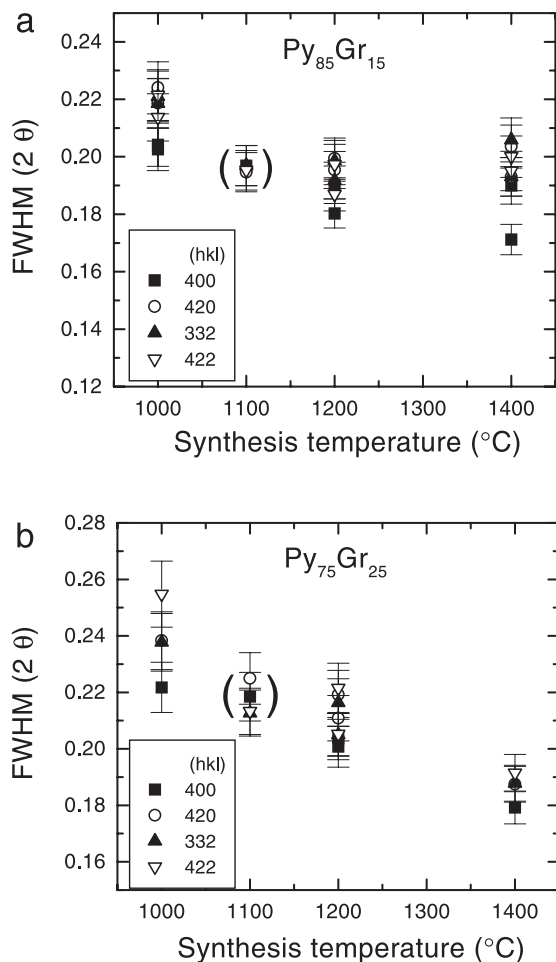 a
Py₈₅Gr₁₅
0.24
0.22
0.20
0.18
0.16
0.14
0.12
FWHM (2 θ)
( )
(hkl)
400
420
332
422
1000 1100 1200 1300 1400
Synthesis temperature (°C)
b
Py₇₅Gr₂₅
0.28
0.26
0.24
0.22
0.20
0.18
0.16
FWHM (2 θ)
( )
(hkl)
400
420
332
422
1000 1100 1200 1300 1400
Synthesis temperature (°C)